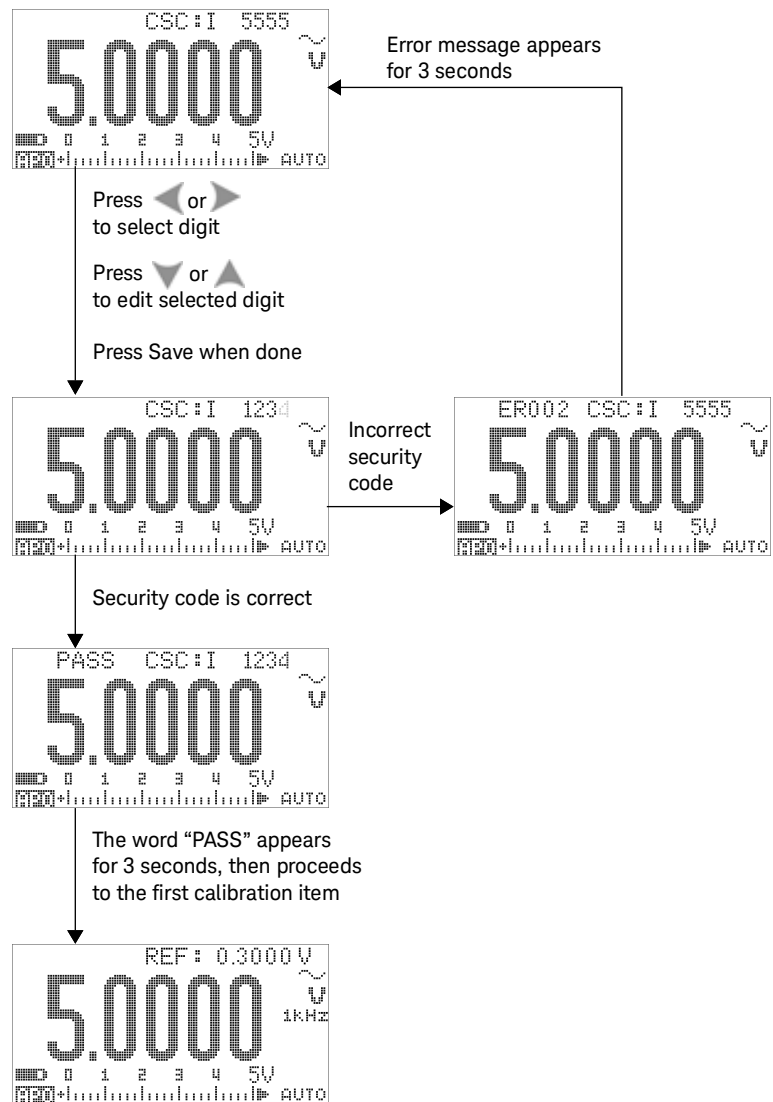 CSC:I 5555
5.0000
V
0 1 2 3 4 5V
APO AUTO
Error message appears
for 3 seconds
Press or
to select digit
Press or
to edit selected digit
Press Save when done
CSC:I 1234
5.0000
V
0 1 2 3 4 5V
APO AUTO
Incorrect
security
code
ER002 CSC:I 5555
5.0000
V
0 1 2 3 4 5V
APO AUTO
Security code is correct
PASS CSC:I 1234
5.0000
V
0 1 2 3 4 5V
APO AUTO
The word “PASS” appears
for 3 seconds, then proceeds
to the first calibration item
REF: 0.3000 V
5.0000
V
1kHz
0 1 2 3 4 5V
APO AUTO